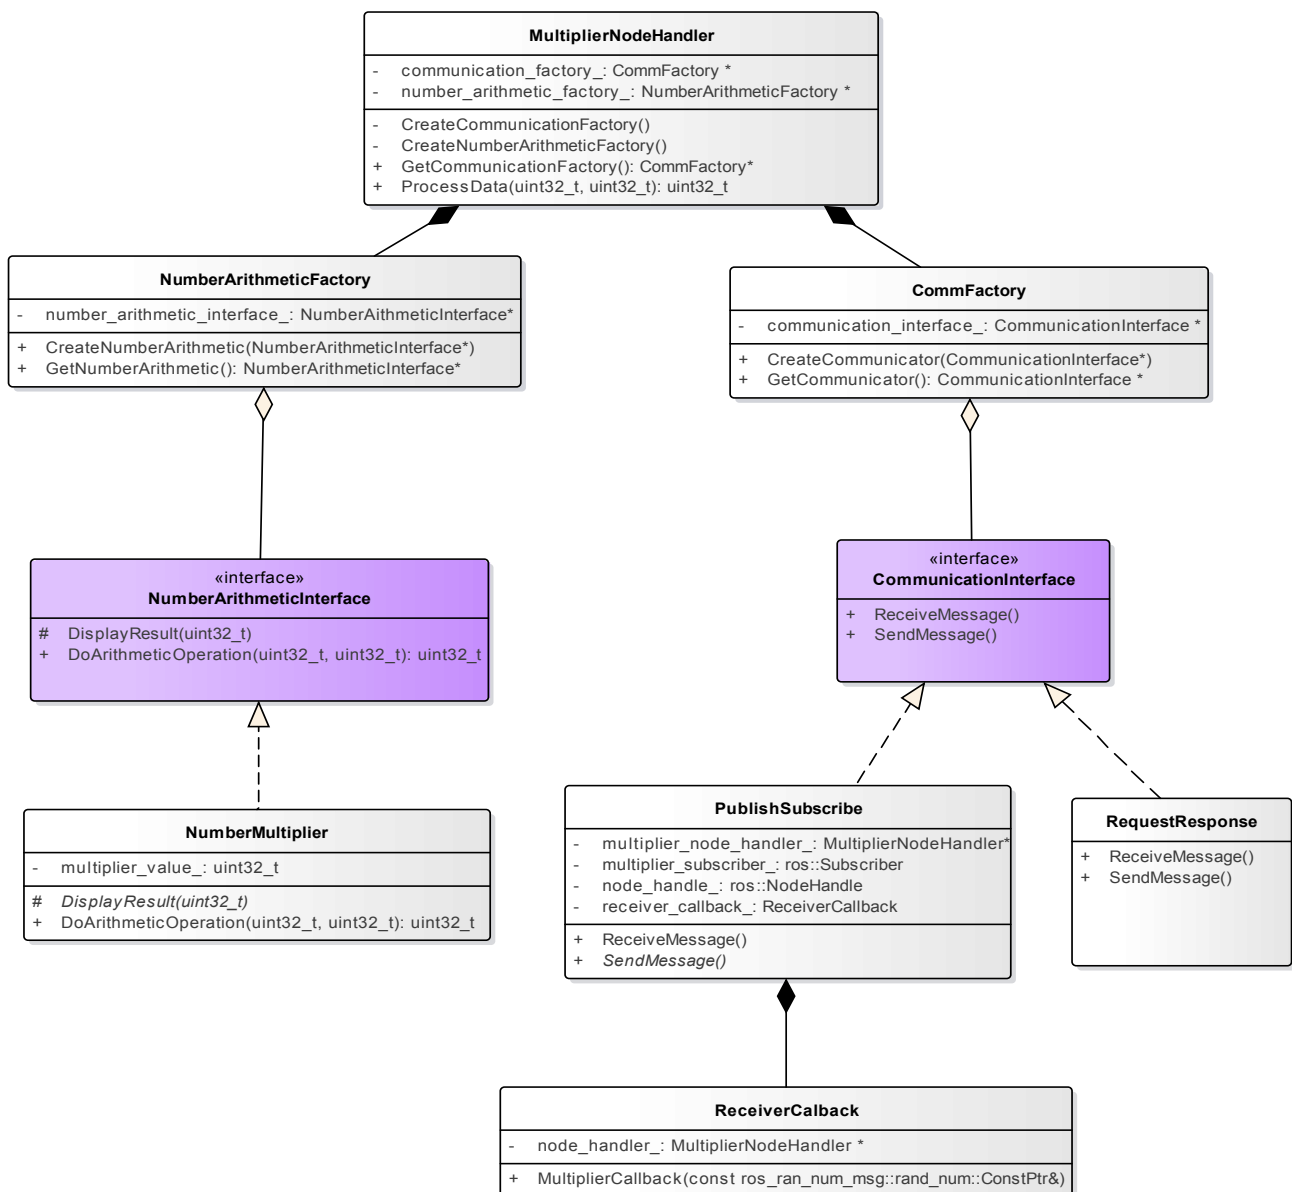 MultiplierNodeHandler
- communication_factory_: CommFactory *
- number_arithmetic_factory_: NumberArithmeticFactory *
- CreateCommunicationFactory()
- CreateNumberArithmeticFactory()
+ GetCommunicationFactory(): CommFactory*
+ ProcessData(uint32_t, uint32_t): uint32_t
NumberArithmeticFactory
- number_arithmetic_interface_: NumberAithmeticInterface*
+ CreateNumberArithmetic(NumberArithmeticInterface*)
+ GetNumberArithmetic(): NumberArithmeticInterface*
CommFactory
- communication_interface_: CommunicationInterface *
+ CreateCommunicator(CommunicationInterface*)
+ GetCommunicator(): CommunicationInterface *
«interface»
NumberArithmeticInterface
# DisplayResult(uint32_t)
+ DoArithmeticOperation(uint32_t, uint32_t): uint32_t
«interface»
CommunicationInterface
+ ReceiveMessage()
+ SendMessage()
NumberMultiplier
- multiplier_value_: uint32_t
# DisplayResult(uint32_t)
+ DoArithmeticOperation(uint32_t, uint32_t): uint32_t
PublishSubscribe
- multiplier_node_handler_: MultiplierNodeHandler*
- multiplier_subscriber_: ros::Subscriber
- node_handle_: ros::NodeHandle
- receiver_callback_: ReceiverCallback
+ ReceiveMessage()
+ SendMessage()
RequestResponse
+ ReceiveMessage()
+ SendMessage()
ReceiverCalback
- node_handler_: MultiplierNodeHandler *
+ MultiplierCallback(const ros_ran_num_msg::rand_num::ConstPtr&)